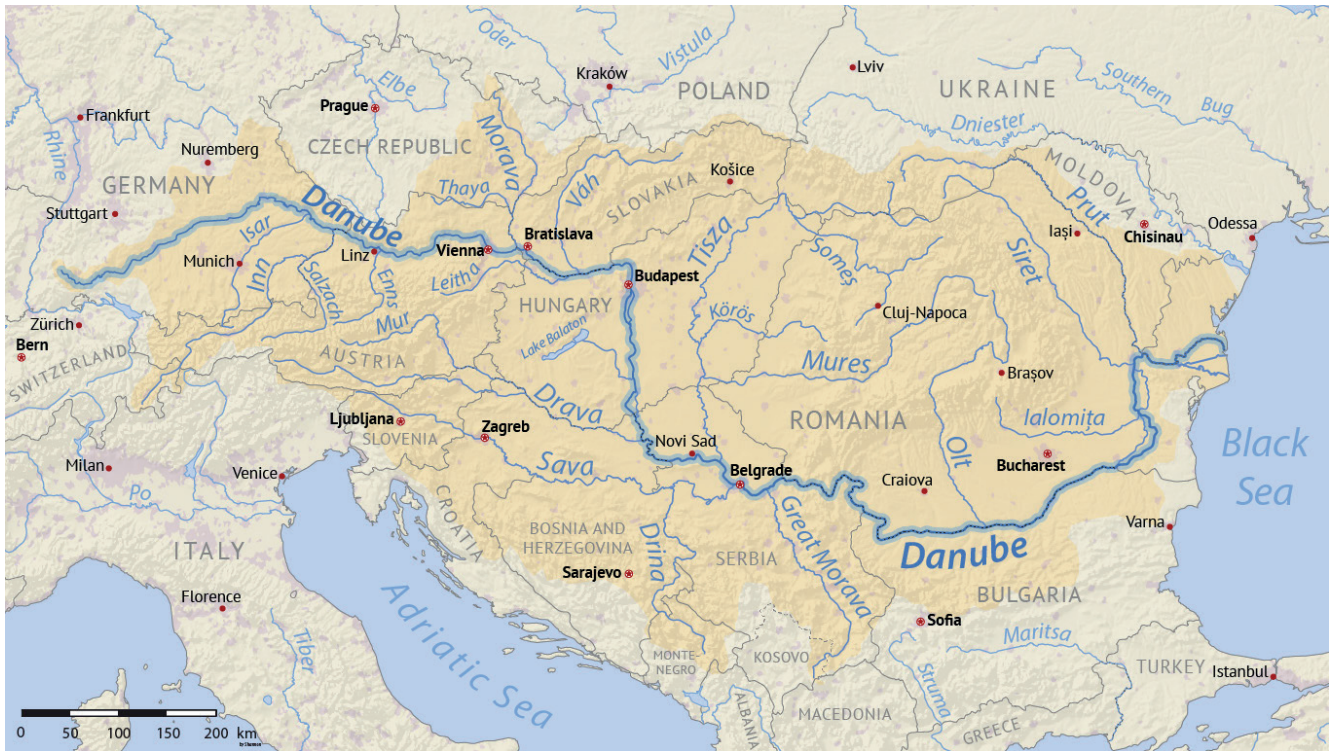 Oder
Vistula
Kraków
Lviv
POLAND
UKRAINE
Southern
Bug
Elbe
Prague
Frankfurt
Rhine
Nuremberg
CZECH REPUBLIC
Morava
Dniester
MOLDOVA
GERMANY
Thaya
Váh
SLOVAKIA
Košice
Prut
Stuttgart
Danube
Isar
Bratislava
Tisza
Iași
Chisinau
Odessa
Munich
Inn
Linz
Vienna
Salzach
Enns
Leitha
Budapest
Someș
Siret
HUNGARY
Zürich
Bern
Mur
Lake Balaton
Körös
Cluj-Napoca
SWITZERLAND
AUSTRIA
Mures
Brașov
Drava
Ljubljana
SLOVENIA
Zagreb
ROMANIA
Ialomița
Novi Sad
Olt
Bucharest
Black
Sea
Milan
Venice
Sava
Belgrade
Craiova
Po
CROATIA
Great Morava
Varna
BOSNIA AND
HERZEGOVINA
Drina
SERBIA
Danube
ITALY
Sarajevo
Florence
Adriatic Sea
BULGARIA
Sofia
Maritsa
Tiber
MONTE-
NEGRO
KOSOVO
Struma
TURKEY
Istanbul
ALBANIA
MACEDONIA
GREECE
0 50 100 150 200 km
by Shannon